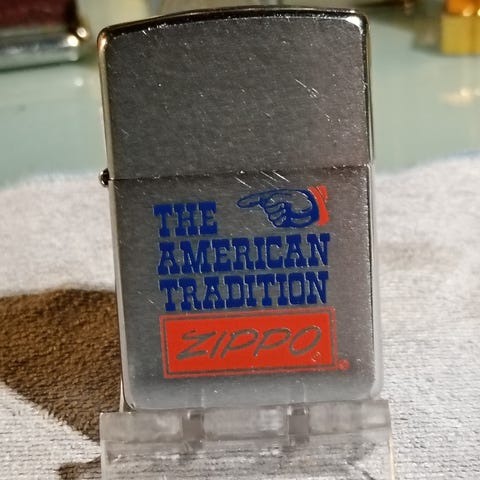 THE
AMERICAN
TRADITION
ZIPPO